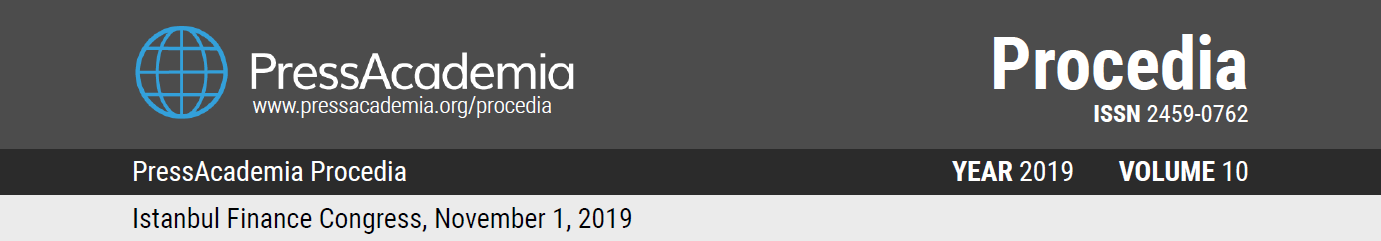 PressAcademia
www.pressacademia.org/procedia
Procedia
ISSN 2459-0762
PressAcademia Procedia
YEAR 2019 VOLUME 10
Istanbul Finance Congress, November 1, 2019